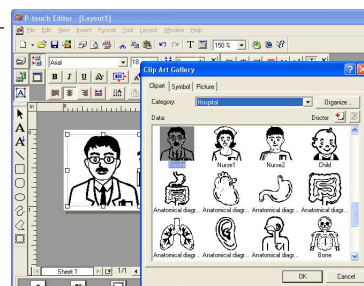 P-touch Editor - [Layout1]
File Edit View Insert Format Tool Layout Window Help
150 %
Arial
18
Clip Art Gallery
Clipart Symbol Picture
Category: Hospital Organize...
Data: Doctor
Doctor Nurse1 Nurse2 Child
Anatomical diagr... Anatomical diagr... Anatomical diagr... Anatomical diagr...
Anatomical diagr... Anatomical diagr... Anatomical diagr... Bone
Sheet 1 1/1
OK Cancel